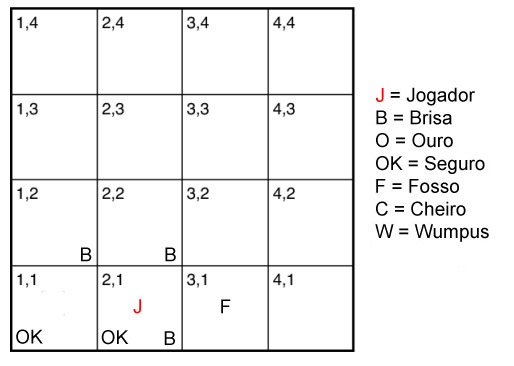 1,4 2,4 3,4 4,4
1,3 2,3 3,3 4,3
1,2 2,2 3,2 4,2
B B
1,1 2,1 3,1 4,1
J F
OK OK B
J = Jogador
B = Brisa
O = Ouro
OK = Seguro
F = Fosso
C = Cheiro
W = Wumpus